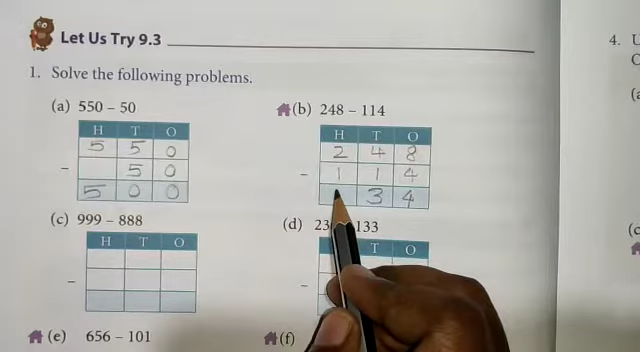 Let Us Try 9.3
4.
1. Solve the following problems.
(a) 550 – 50
(b) 248 – 114
H T O
5 5 0
– 5 0
5 0 0
H T O
2 4 8
– 1 1 4
3 4
(c) 999 – 888
(d) 23 133
H T O
–
T O
–
(e) 656 – 101
(f)